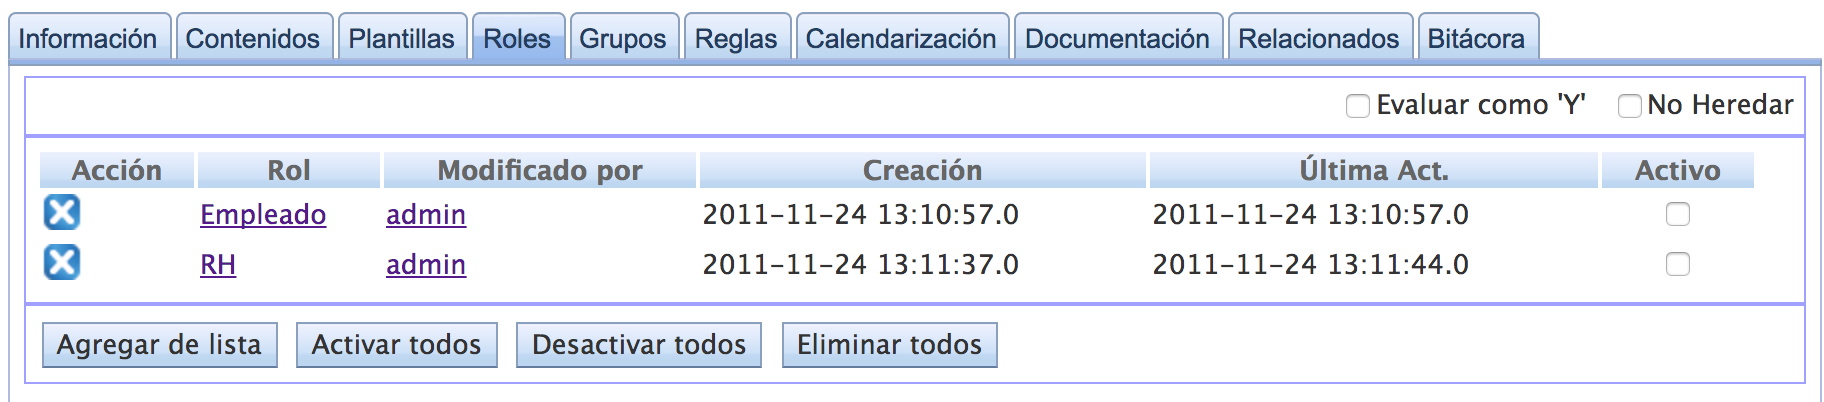 Información Contenidos Plantillas Roles Grupos Reglas Calendarización Documentación Relacionados Bitácora
Evaluar como 'Y' No Heredar
Acción Rol Modificado por Creación Última Act. Activo
Empleado admin 2011-11-24 13:10:57.0 2011-11-24 13:10:57.0
RH admin 2011-11-24 13:11:37.0 2011-11-24 13:11:44.0
Agregar de lista Activar todos Desactivar todos Eliminar todos